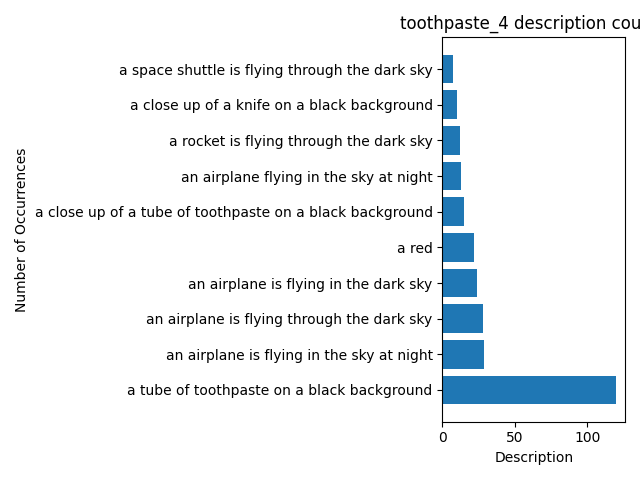 toothpaste_4 description cou
a space shuttle is flying through the dark sky
a close up of a knife on a black background
a rocket is flying through the dark sky
an airplane flying in the sky at night
a close up of a tube of toothpaste on a black background
a red
an airplane is flying in the dark sky
an airplane is flying through the dark sky
an airplane is flying in the sky at night
a tube of toothpaste on a black background
Number of Occurrences
0 50 100
Description